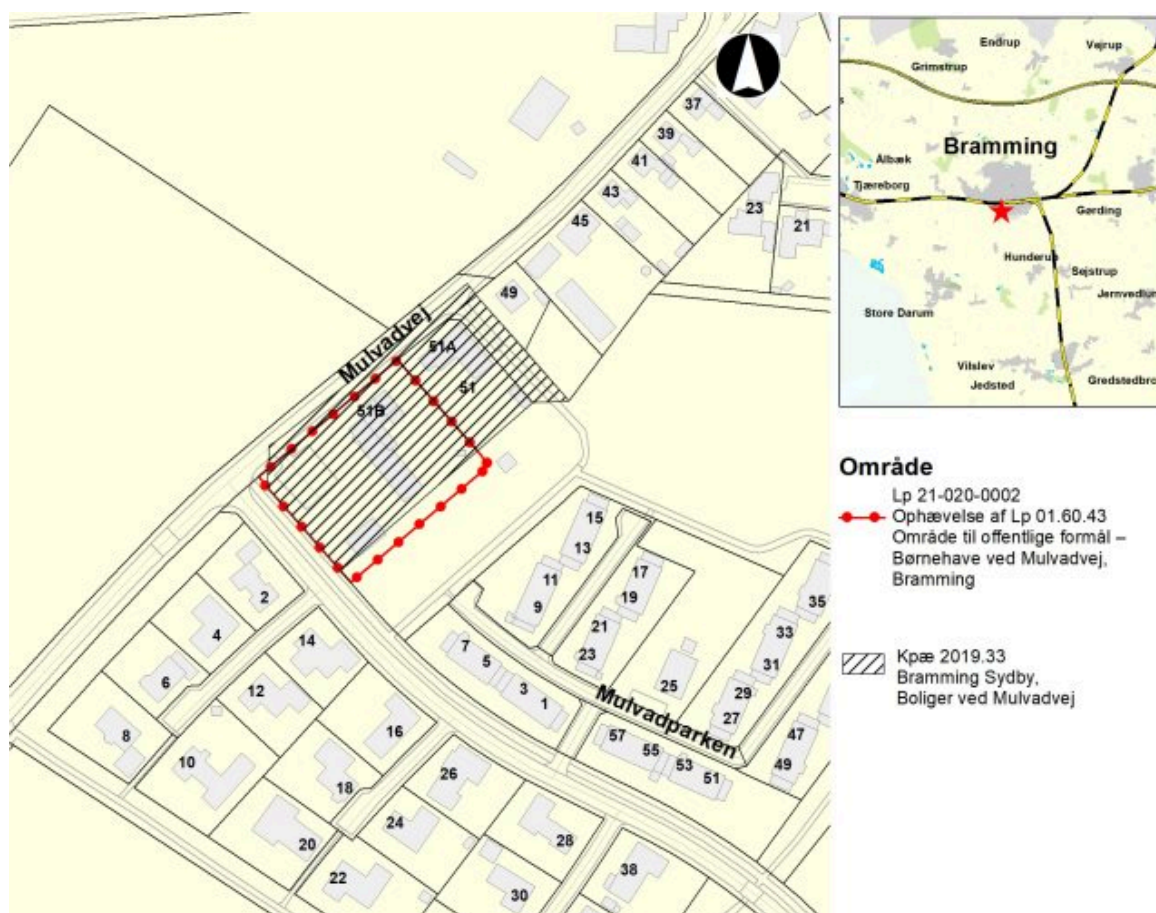 37
39
41
43
45
23
21
49
Mulvadvej
51A
51
51B
15
13
11
9
17
19
21
23
25
35
33
31
29
27
7
5
3
1
Mulvadparken
57
55
53
51
47
49
2
4
6
8
14
12
10
16
18
20
26
24
22
28
30
38
Endrup
Vejrup
Grimstrup
Bramming
Albæk
Tjæreborg
Gørding
Hunderup
Sejstrup
Jernvedlun
Store Darum
Vilslev
Jedsted
Gredstedbro
Område
Lp 21-020-0002
Ophævelse af Lp 01.60.43
Område til offentlige formål –
Børnehave ved Mulvadvej,
Bramming
Kpæ 2019.33
Bramming Sydby,
Boliger ved Mulvadvej